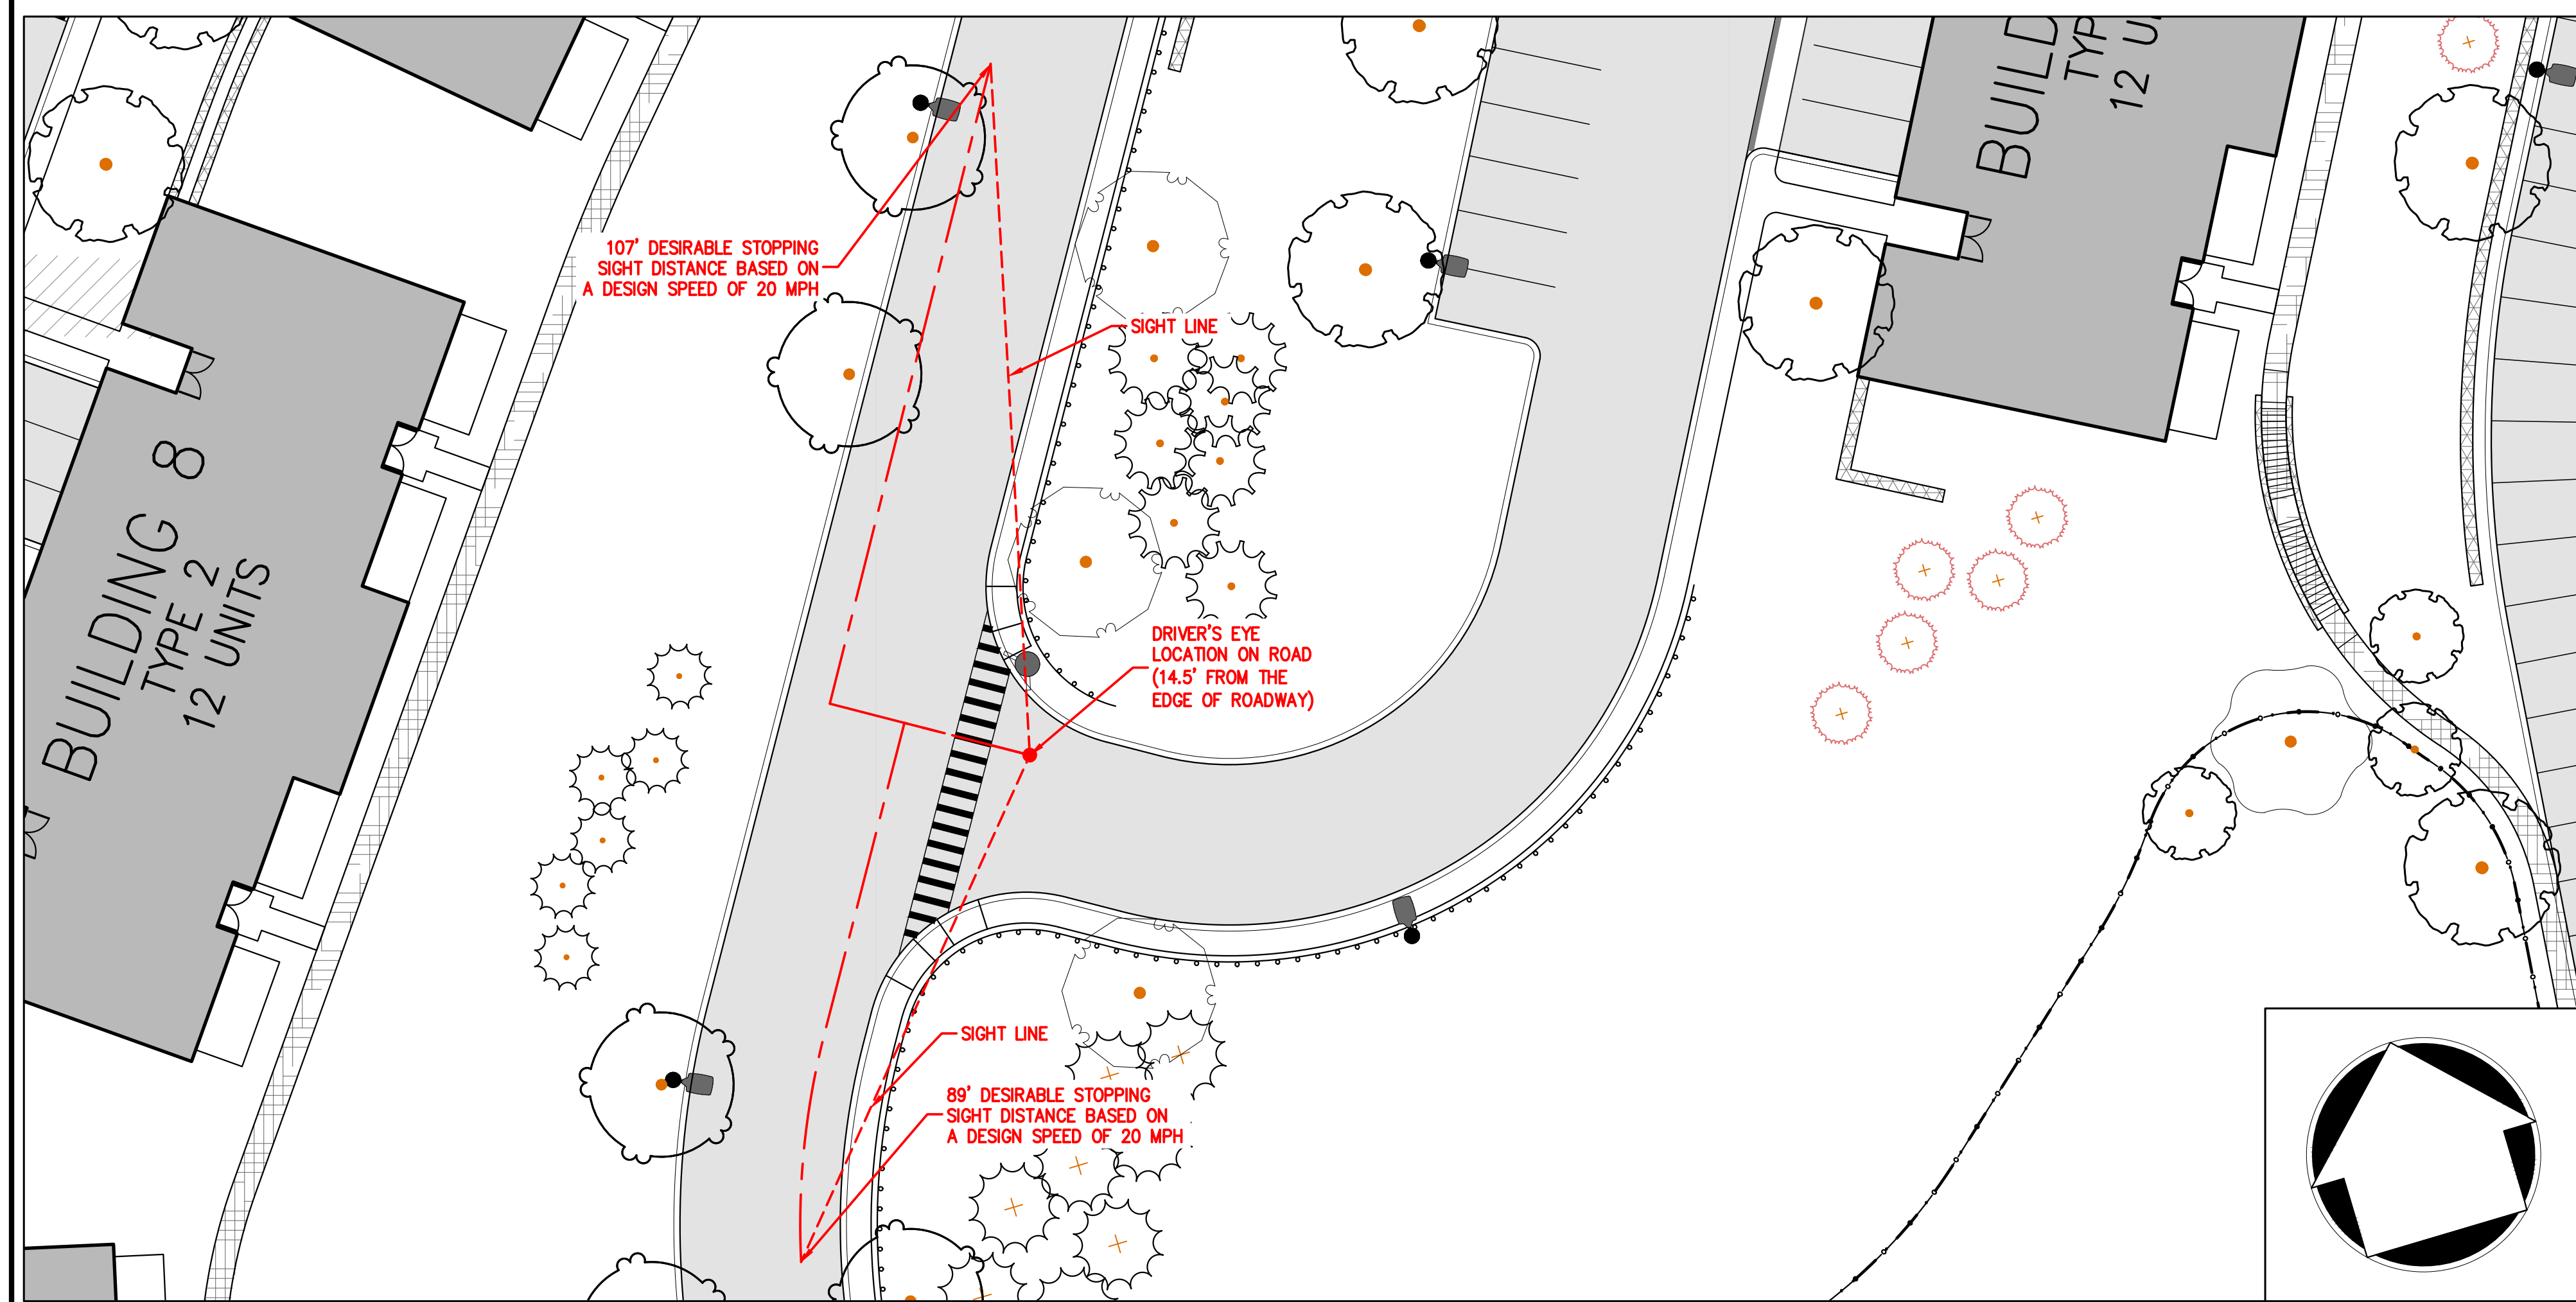 107' DESIRABLE STOPPING
SIGHT DISTANCE BASED ON
A DESIGN SPEED OF 20 MPH
SIGHT LINE
BUILDING 8
TYPE 2
12 UNITS
DRIVER'S EYE
LOCATION ON ROAD
(14.5' FROM THE
EDGE OF ROADWAY)
SIGHT LINE
89' DESIRABLE STOPPING
SIGHT DISTANCE BASED ON
A DESIGN SPEED OF 20 MPH
12